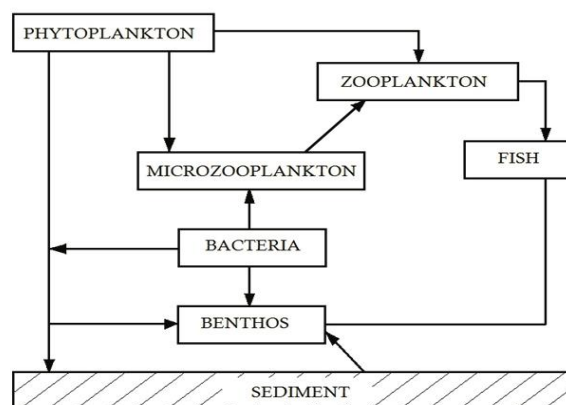 PHYTOPLANKTON
ZOOPLANKTON
FISH
MICROZOOPLANKTON
BACTERIA
BENTHOS
SEDIMENT